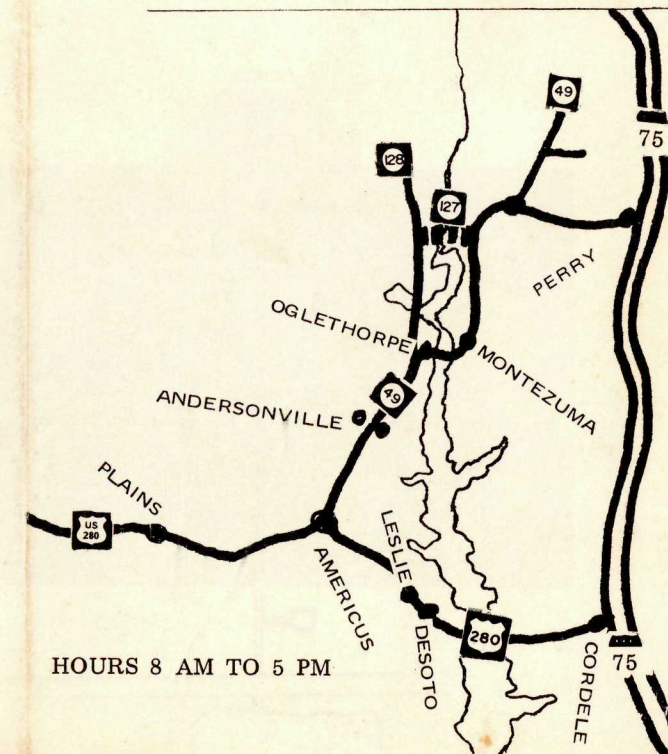 49
75
128
127
PERRY
OGLETHORPE
MONTEZUMA
49
ANDERSONVILLE
PLAINS
US
280
LESLIE
AMERICUS
DESOTO
280
CORDELE
75
HOURS 8 AM TO 5 PM